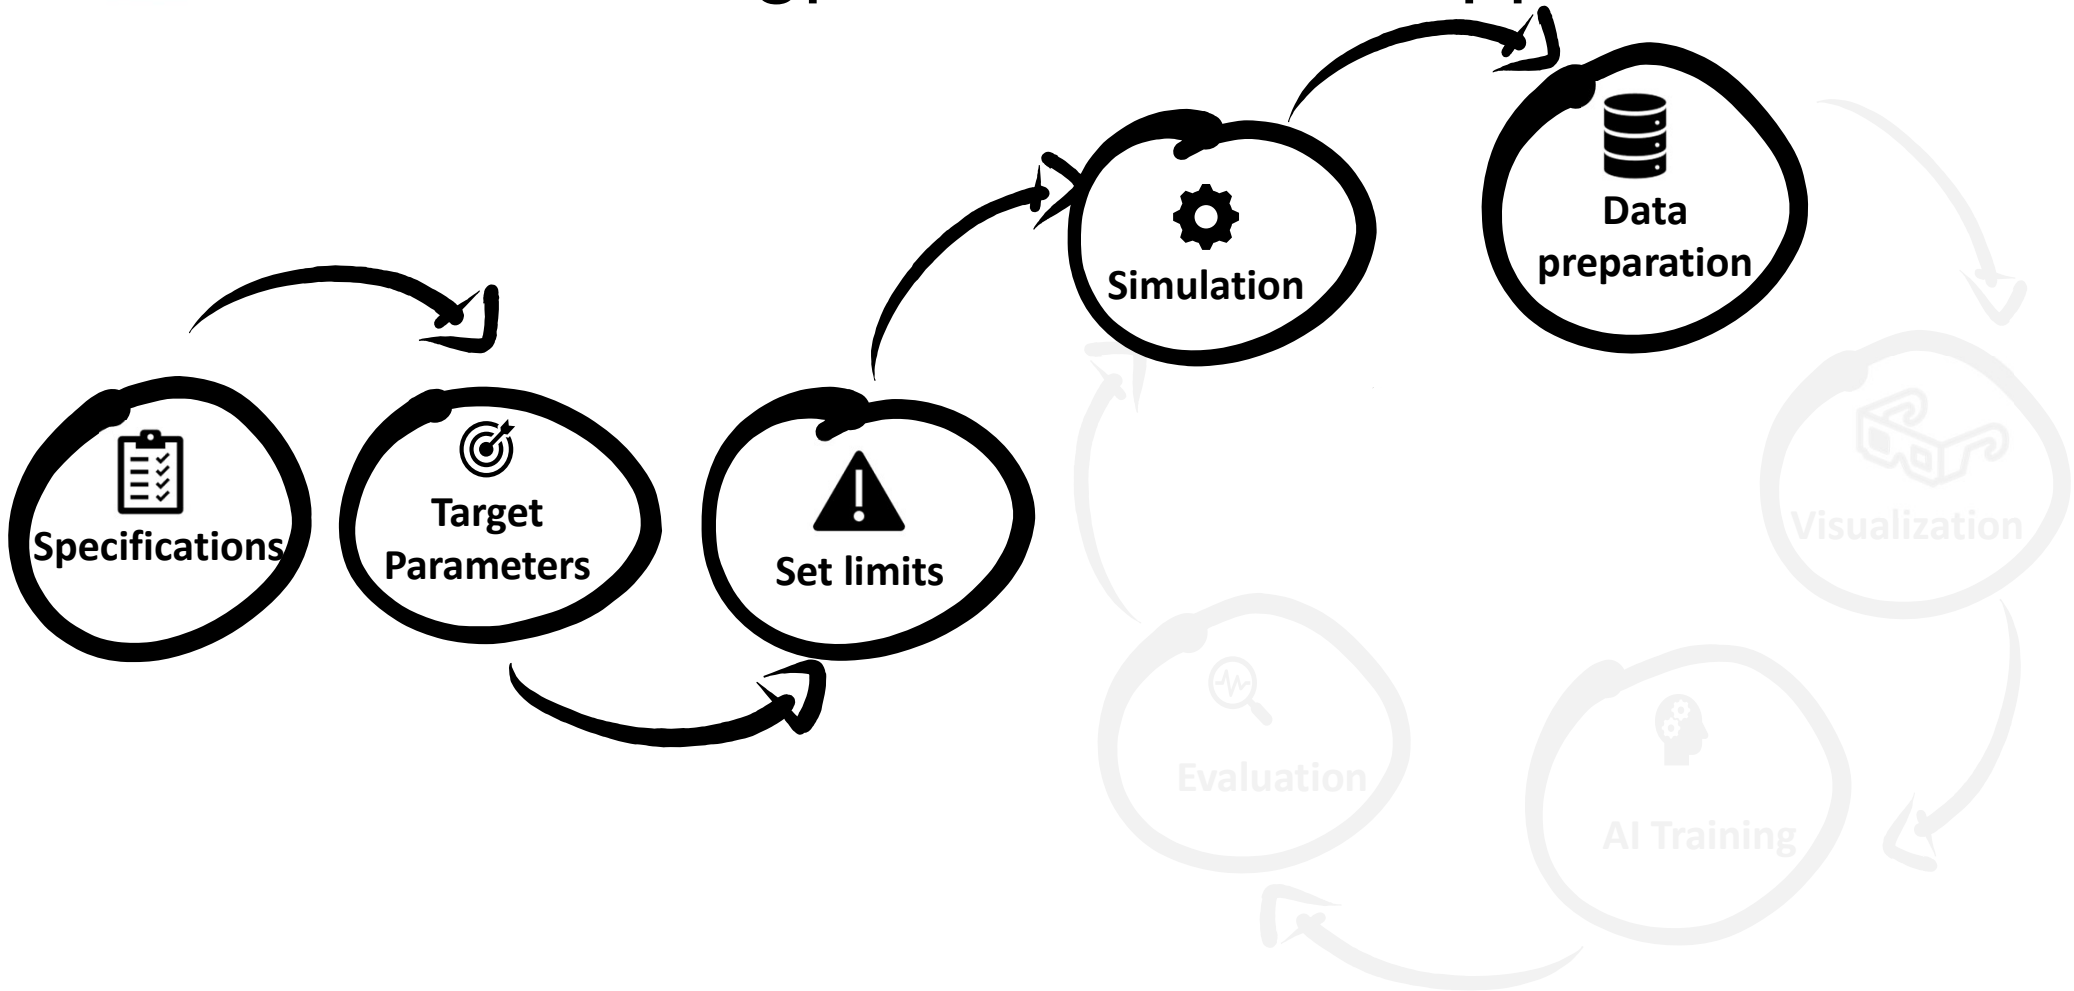 Specifications
Target
Parameters
Set limits
Simulation
Data
preparation
Visualization
AI Training
Evaluation